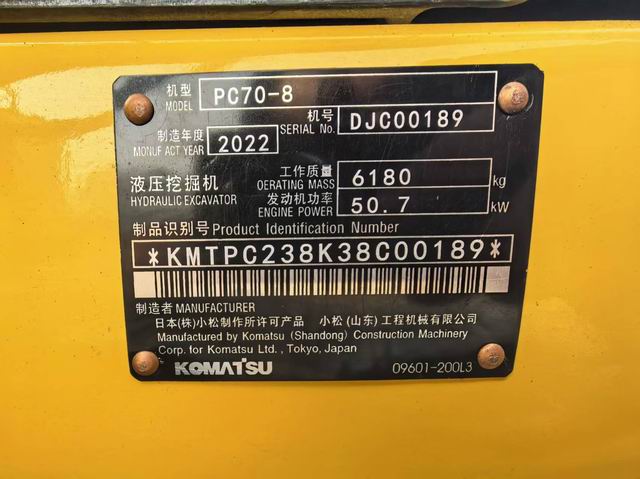 机型 MODEL PC70-8
机号 SERIAL No. DJC00189
制造年度 MONUF ACT YEAR 2022
液压挖掘机 HYDRAULIC EXCAVATOR
工作质量 OERATING MASS 6180 kg
发动机功率 ENGINE POWER 50.7 kW
制品识别号 Product Identification Number
*KMTPC238K38C00189*
制造者 MANUFACTURER
日本(株)小松制作所许可产品 小松(山东)工程机械有限公司
Manufactured by Komatsu (Shandong) Construction Machinery
Corp. for Komatsu Ltd., Tokyo, Japan
KOMATSU 09601-200L3